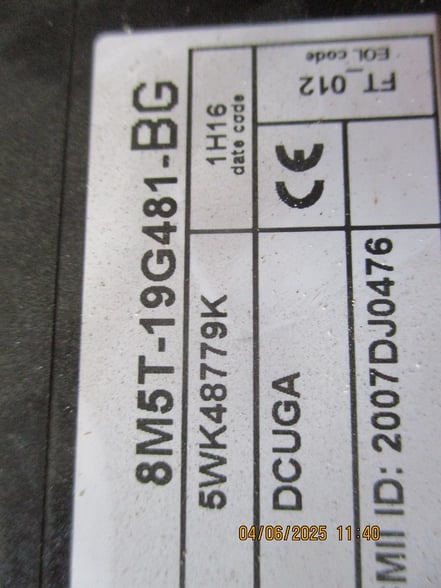 8M5T-19G481-BG
5WK48779K
1H16
date code
DCUGA
CE
FT_012
EOL code
MII ID: 2007DJ0476
04/06/2025 11:40